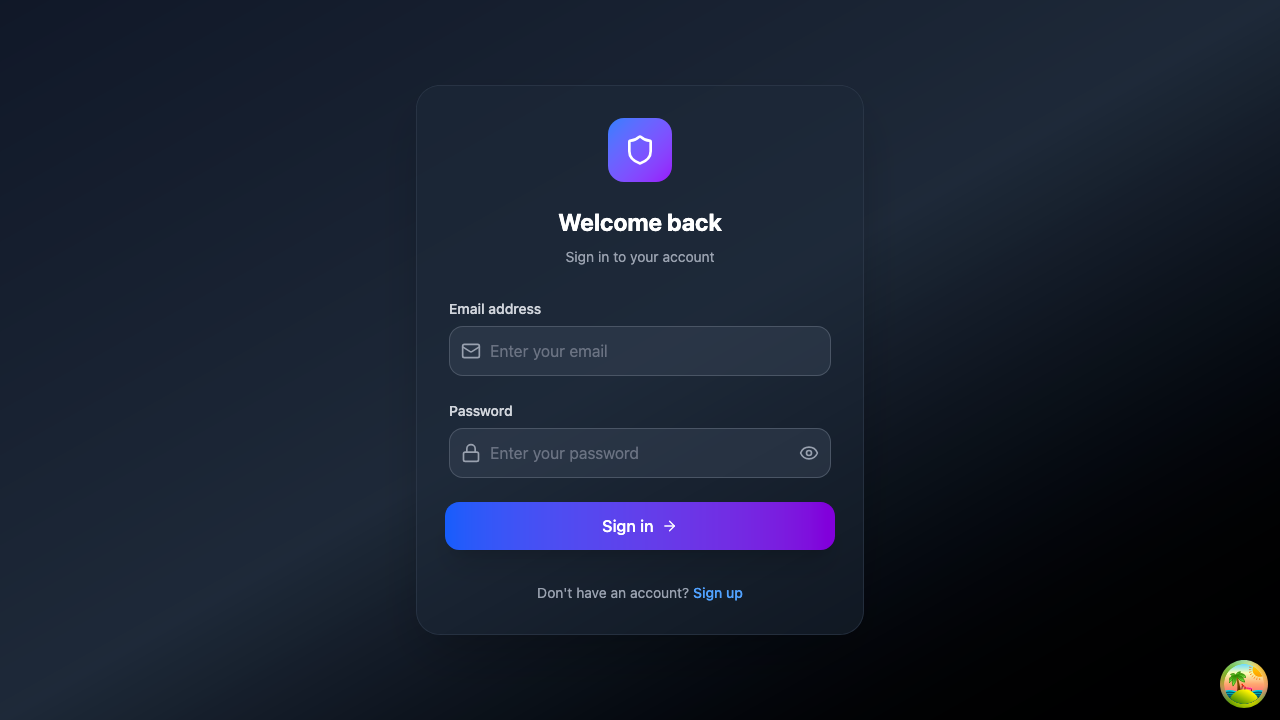 Welcome back
Sign in to your account
Email address
Enter your email
Password
Enter your password
Sign in
Don't have an account? Sign up